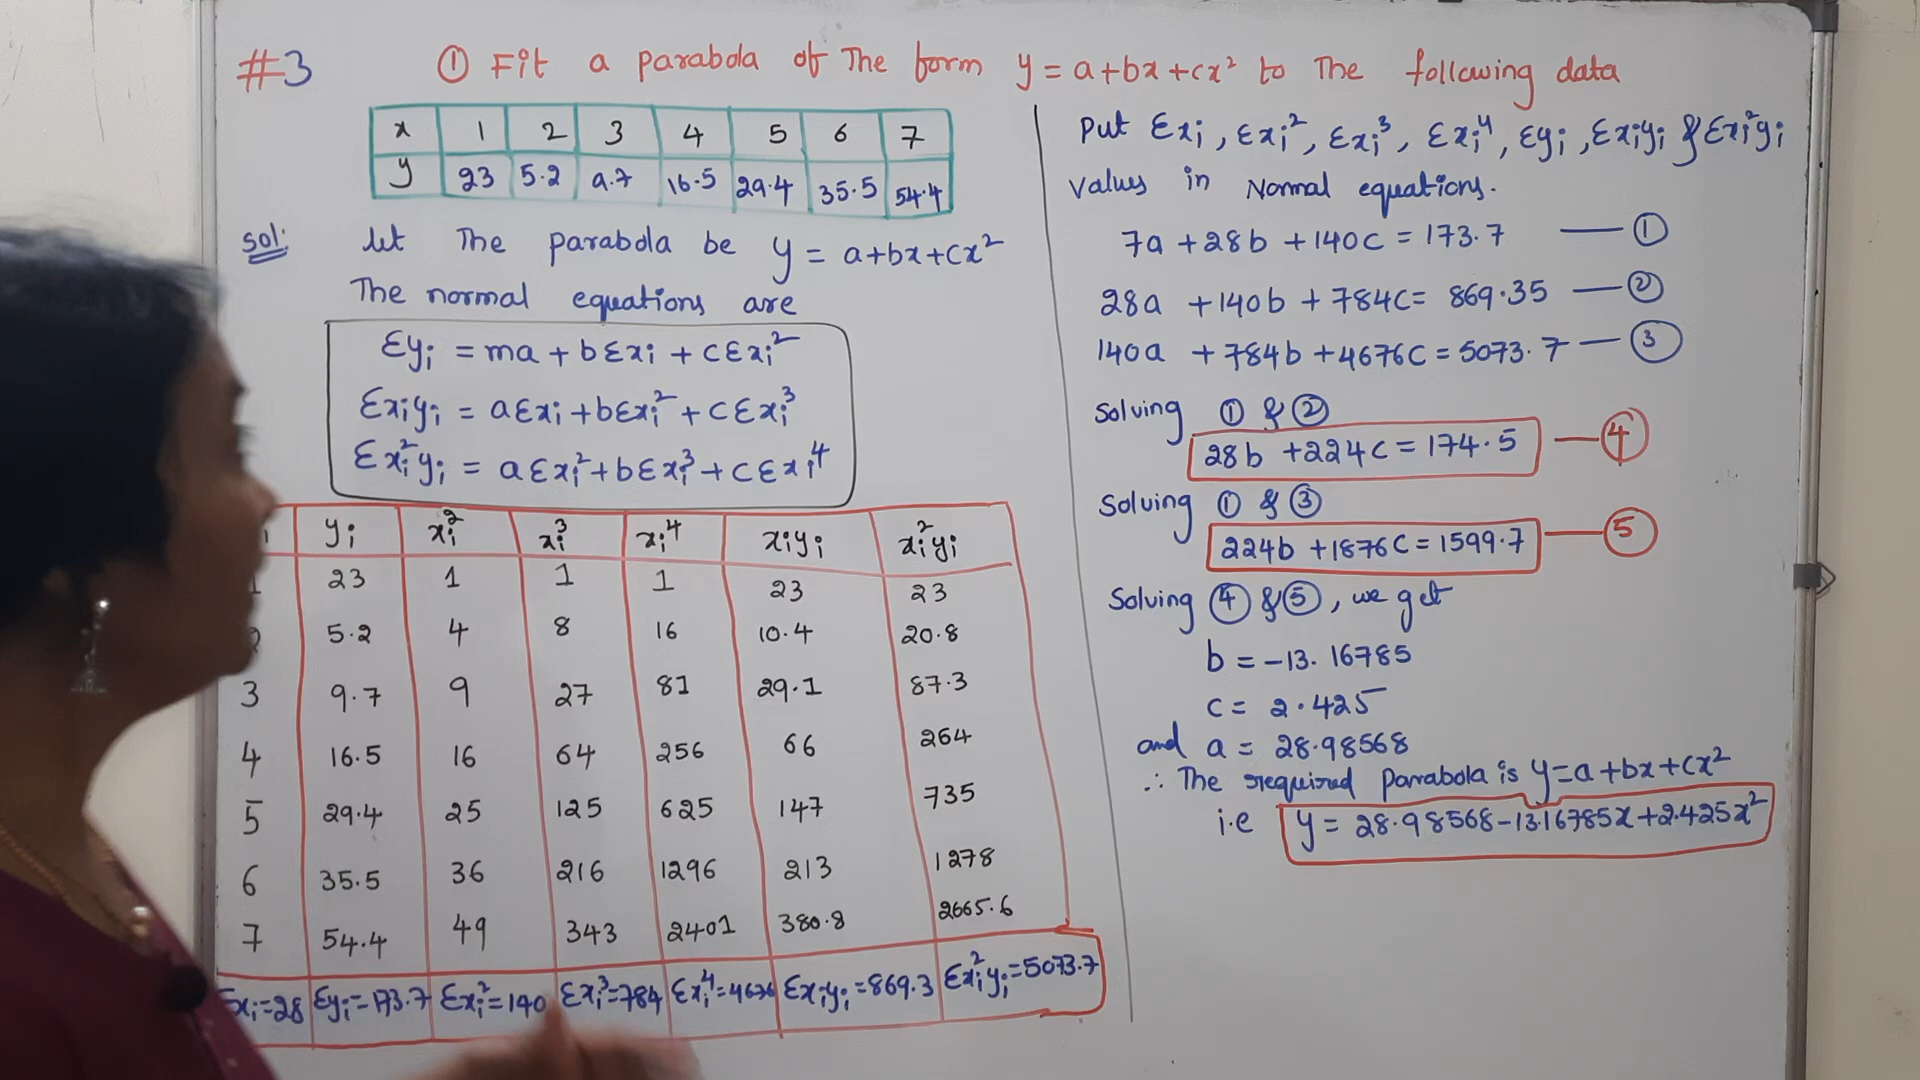 #3 ① Fit a parabola of The form y = a+bx+cx² to The following data
x 1 2 3 4 5 6 7
y 23 5.2 9.7 16.5 29.4 35.5 54.4
Sol: let The parabola be y = a+bx+cx²
The normal equations are
Σyi = ma + bΣxi + cΣxi²
Σxiyi = aΣxi + bΣxi² + cΣxi³
Σxi²yi = aΣxi² + bΣxi³ + cΣxi⁴
yi xi² xi³ xi⁴ xiyi xi²yi
1 23 1 1 1 23 23
2 5.2 4 8 16 10.4 20.8
3 9.7 9 27 81 29.1 87.3
4 16.5 16 64 256 66 264
5 29.4 25 125 625 147 735
6 35.5 36 216 1296 213 1278
7 54.4 49 343 2401 380.8 2665.6
Σxi=28 Σyi=173.7 Σxi²=140 Σxi³=784 Σxi⁴=4676 Σxiyi=869.3 Σxi²yi=5073.7
Put Σxi, Σxi², Σxi³, Σxi⁴, Σyi, Σxiyi & Σxi²yi
values in Normal equations.
7a + 28b + 140c = 173.7 — ①
28a + 140b + 784c = 869.35 — ②
140a + 784b + 4676c = 5073.7 — ③
Solving ① & ②
28b + 224c = 174.5 — ④
Solving ① & ③
224b + 1876c = 1599.7 — ⑤
Solving ④ & ⑤, we get
b = -13.16785
c = 2.425
and a = 28.98568
∴ The required parabola is y=a+bx+cx²
i.e y = 28.98568-13.16785x+2.425x²